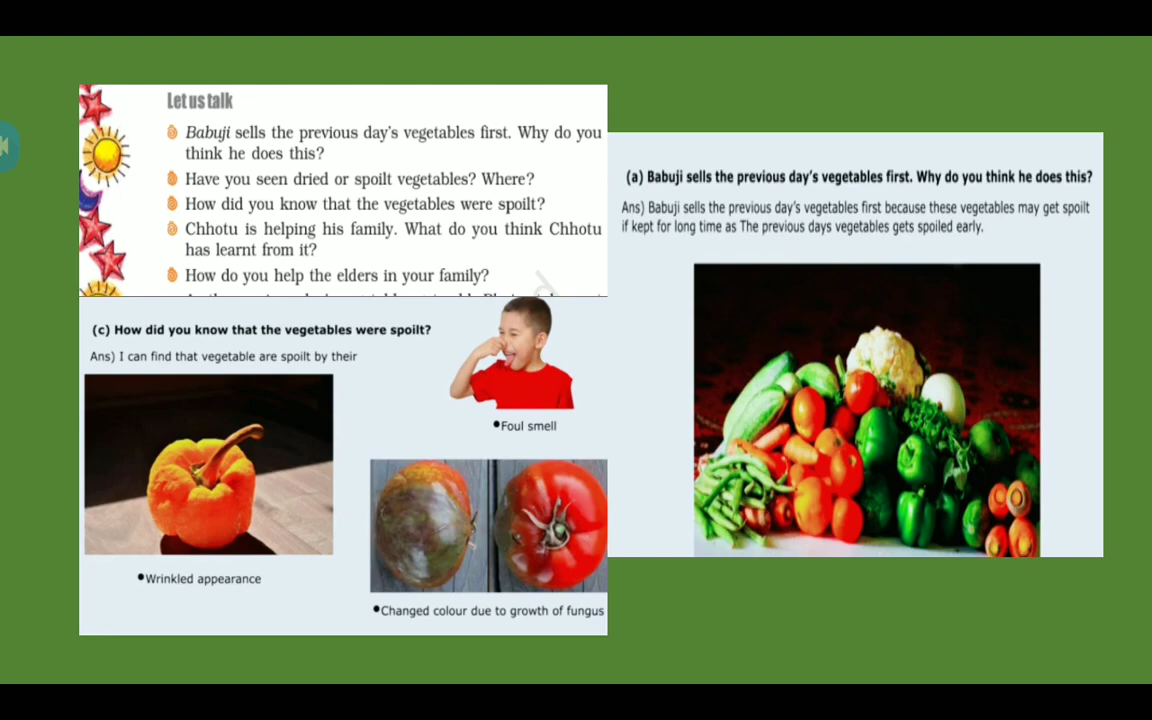 Let us talk
Babuji sells the previous day's vegetables first. Why do you
think he does this?
Have you seen dried or spoilt vegetables? Where?
How did you know that the vegetables were spoilt?
Chhotu is helping his family. What do you think Chhotu
has learnt from it?
How do you help the elders in your family?
(c) How did you know that the vegetables were spoilt?
Ans) I can find that vegetable are spoilt by their
•Foul smell
•Wrinkled appearance
•Changed colour due to growth of fungus
(a) Babuji sells the previous day's vegetables first. Why do you think he does this?
Ans) Babuji sells the previous day's vegetables first because these vegetables may get spoilt
if kept for long time as The previous days vegetables gets spoiled early.